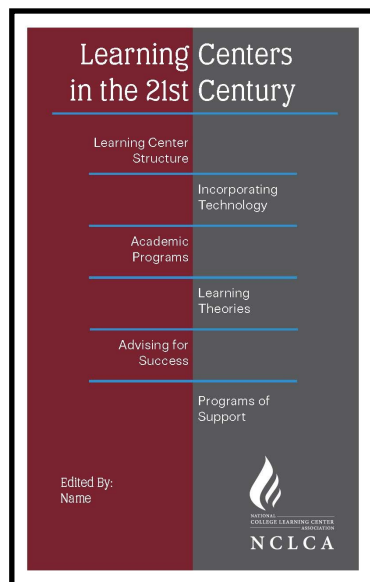 Learning Centers
in the 21st Century
Learning Center
Structure
Incorporating
Technology
Academic
Programs
Learning
Theories
Advising for
Success
Programs of
Support
Edited By:
Name
NATIONAL
COLLEGE LEARNING CENTER
ASSOCIATION
NCLCA